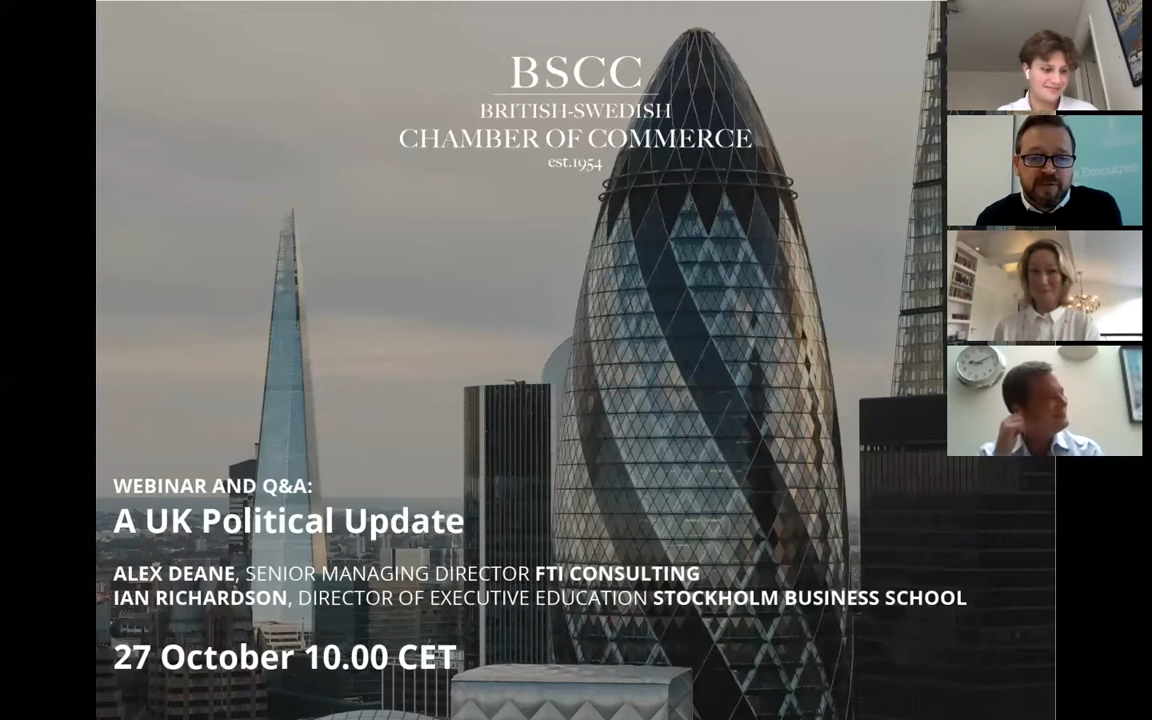 BSCC
BRITISH-SWEDISH
CHAMBER OF COMMERCE
est.1954
Executive
WEBINAR AND Q&A:
A UK Political Update
ALEX DEANE, SENIOR MANAGING DIRECTOR FTI CONSULTING
IAN RICHARDSON, DIRECTOR OF EXECUTIVE EDUCATION STOCKHOLM BUSINESS SCHOOL
27 October 10.00 CET